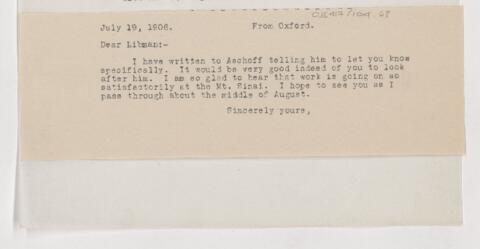 July 19, 1906. From Oxford.
Dear Libman:-
I have written to Aschoff telling him to let you know
specifically. It would be very good indeed of you to look
after him. I am so glad to hear that work is going on so
satisfactorily at the Mt. Sinai. I hope to see you as I
pass through about the middle of August.
Sincerely yours,